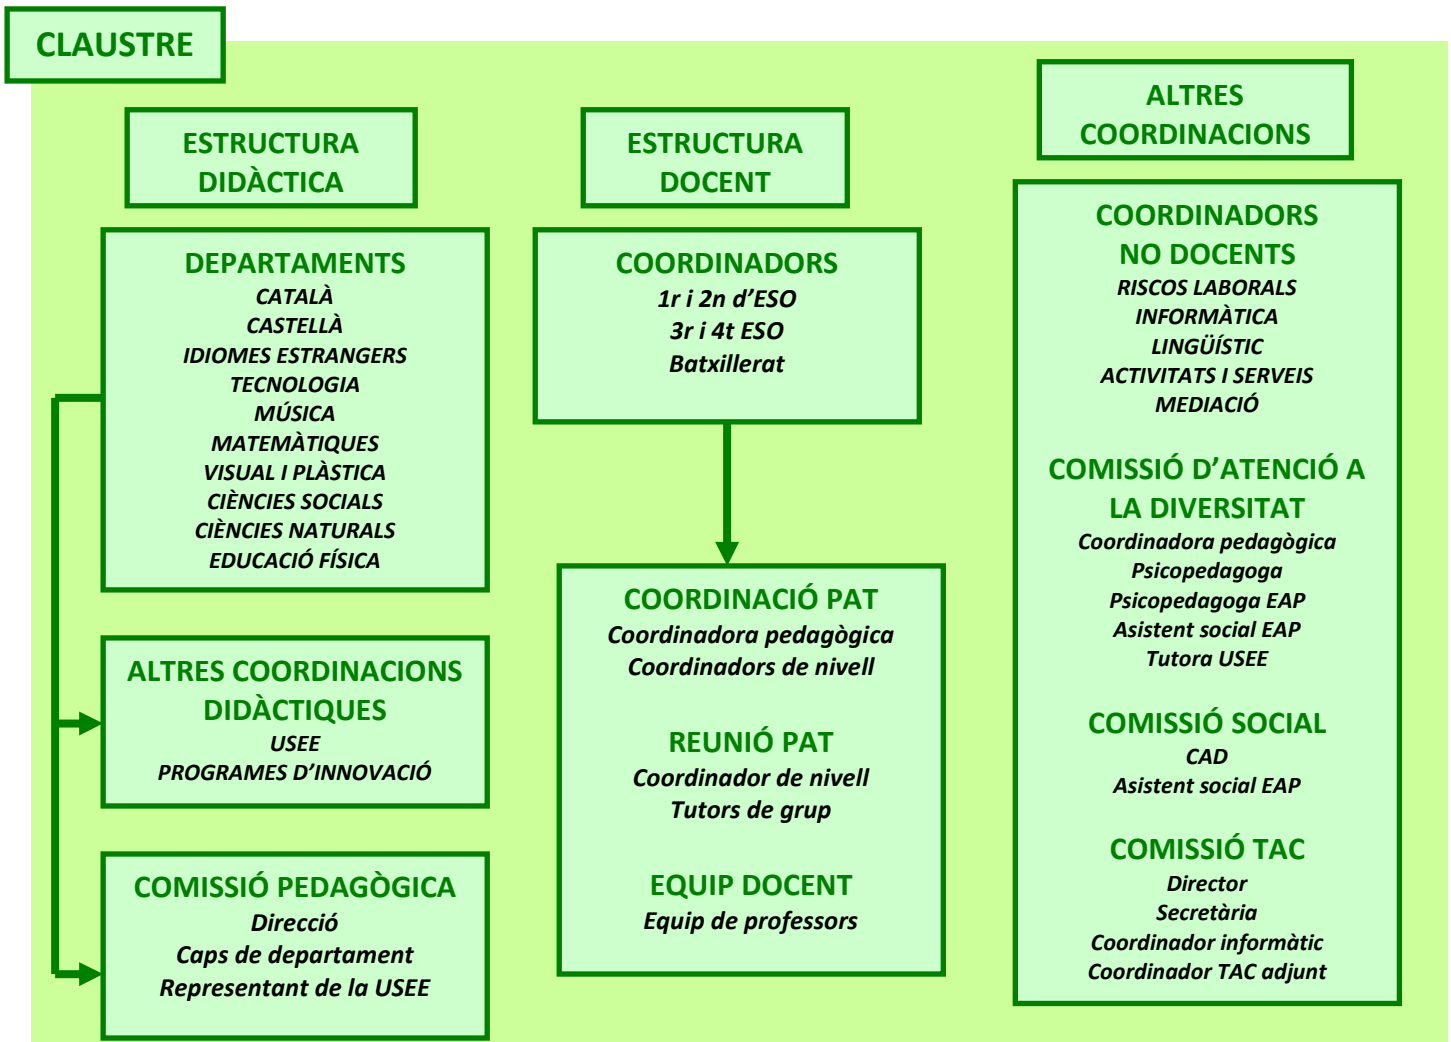 CLAUSTRE
ESTRUCTURA
DIDÀCTICA
DEPARTAMENTS
CATALÀ
CASTELLÀ
IDIOMES ESTRANGERS
TECNOLOGIA
MÚSICA
MATEMÀTIQUES
VISUAL I PLÀSTICA
CIÈNCIES SOCIALS
CIÈNCIES NATURALS
EDUCACIÓ FÍSICA
ALTRES COORDINACIONS
DIDÀCTIQUES
USEE
PROGRAMES D’INNOVACIÓ
COMISSIÓ PEDAGÒGICA
Direcció
Caps de departament
Representant de la USEE
ESTRUCTURA
DOCENT
COORDINADORS
1r i 2n d’ESO
3r i 4t ESO
Batxillerat
COORDINACIÓ PAT
Coordinadora pedagògica
Coordinadors de nivell
REUNIÓ PAT
Coordinador de nivell
Tutors de grup
EQUIP DOCENT
Equip de professors
ALTRES
COORDINACIONS
COORDINADORS
NO DOCENTS
RISCOS LABORALS
INFORMÀTICA
LINGÜÍSTIC
ACTIVITATS I SERVEIS
MEDIACIÓ
COMISSIÓ D’ATENCIÓ A
LA DIVERSITAT
Coordinadora pedagògica
Psicopedagoga
Psicopedagoga EAP
Asistent social EAP
Tutora USEE
COMISSIÓ SOCIAL
CAD
Asistent social EAP
COMISSIÓ TAC
Director
Secretària
Coordinador informàtic
Coordinador TAC adjunt